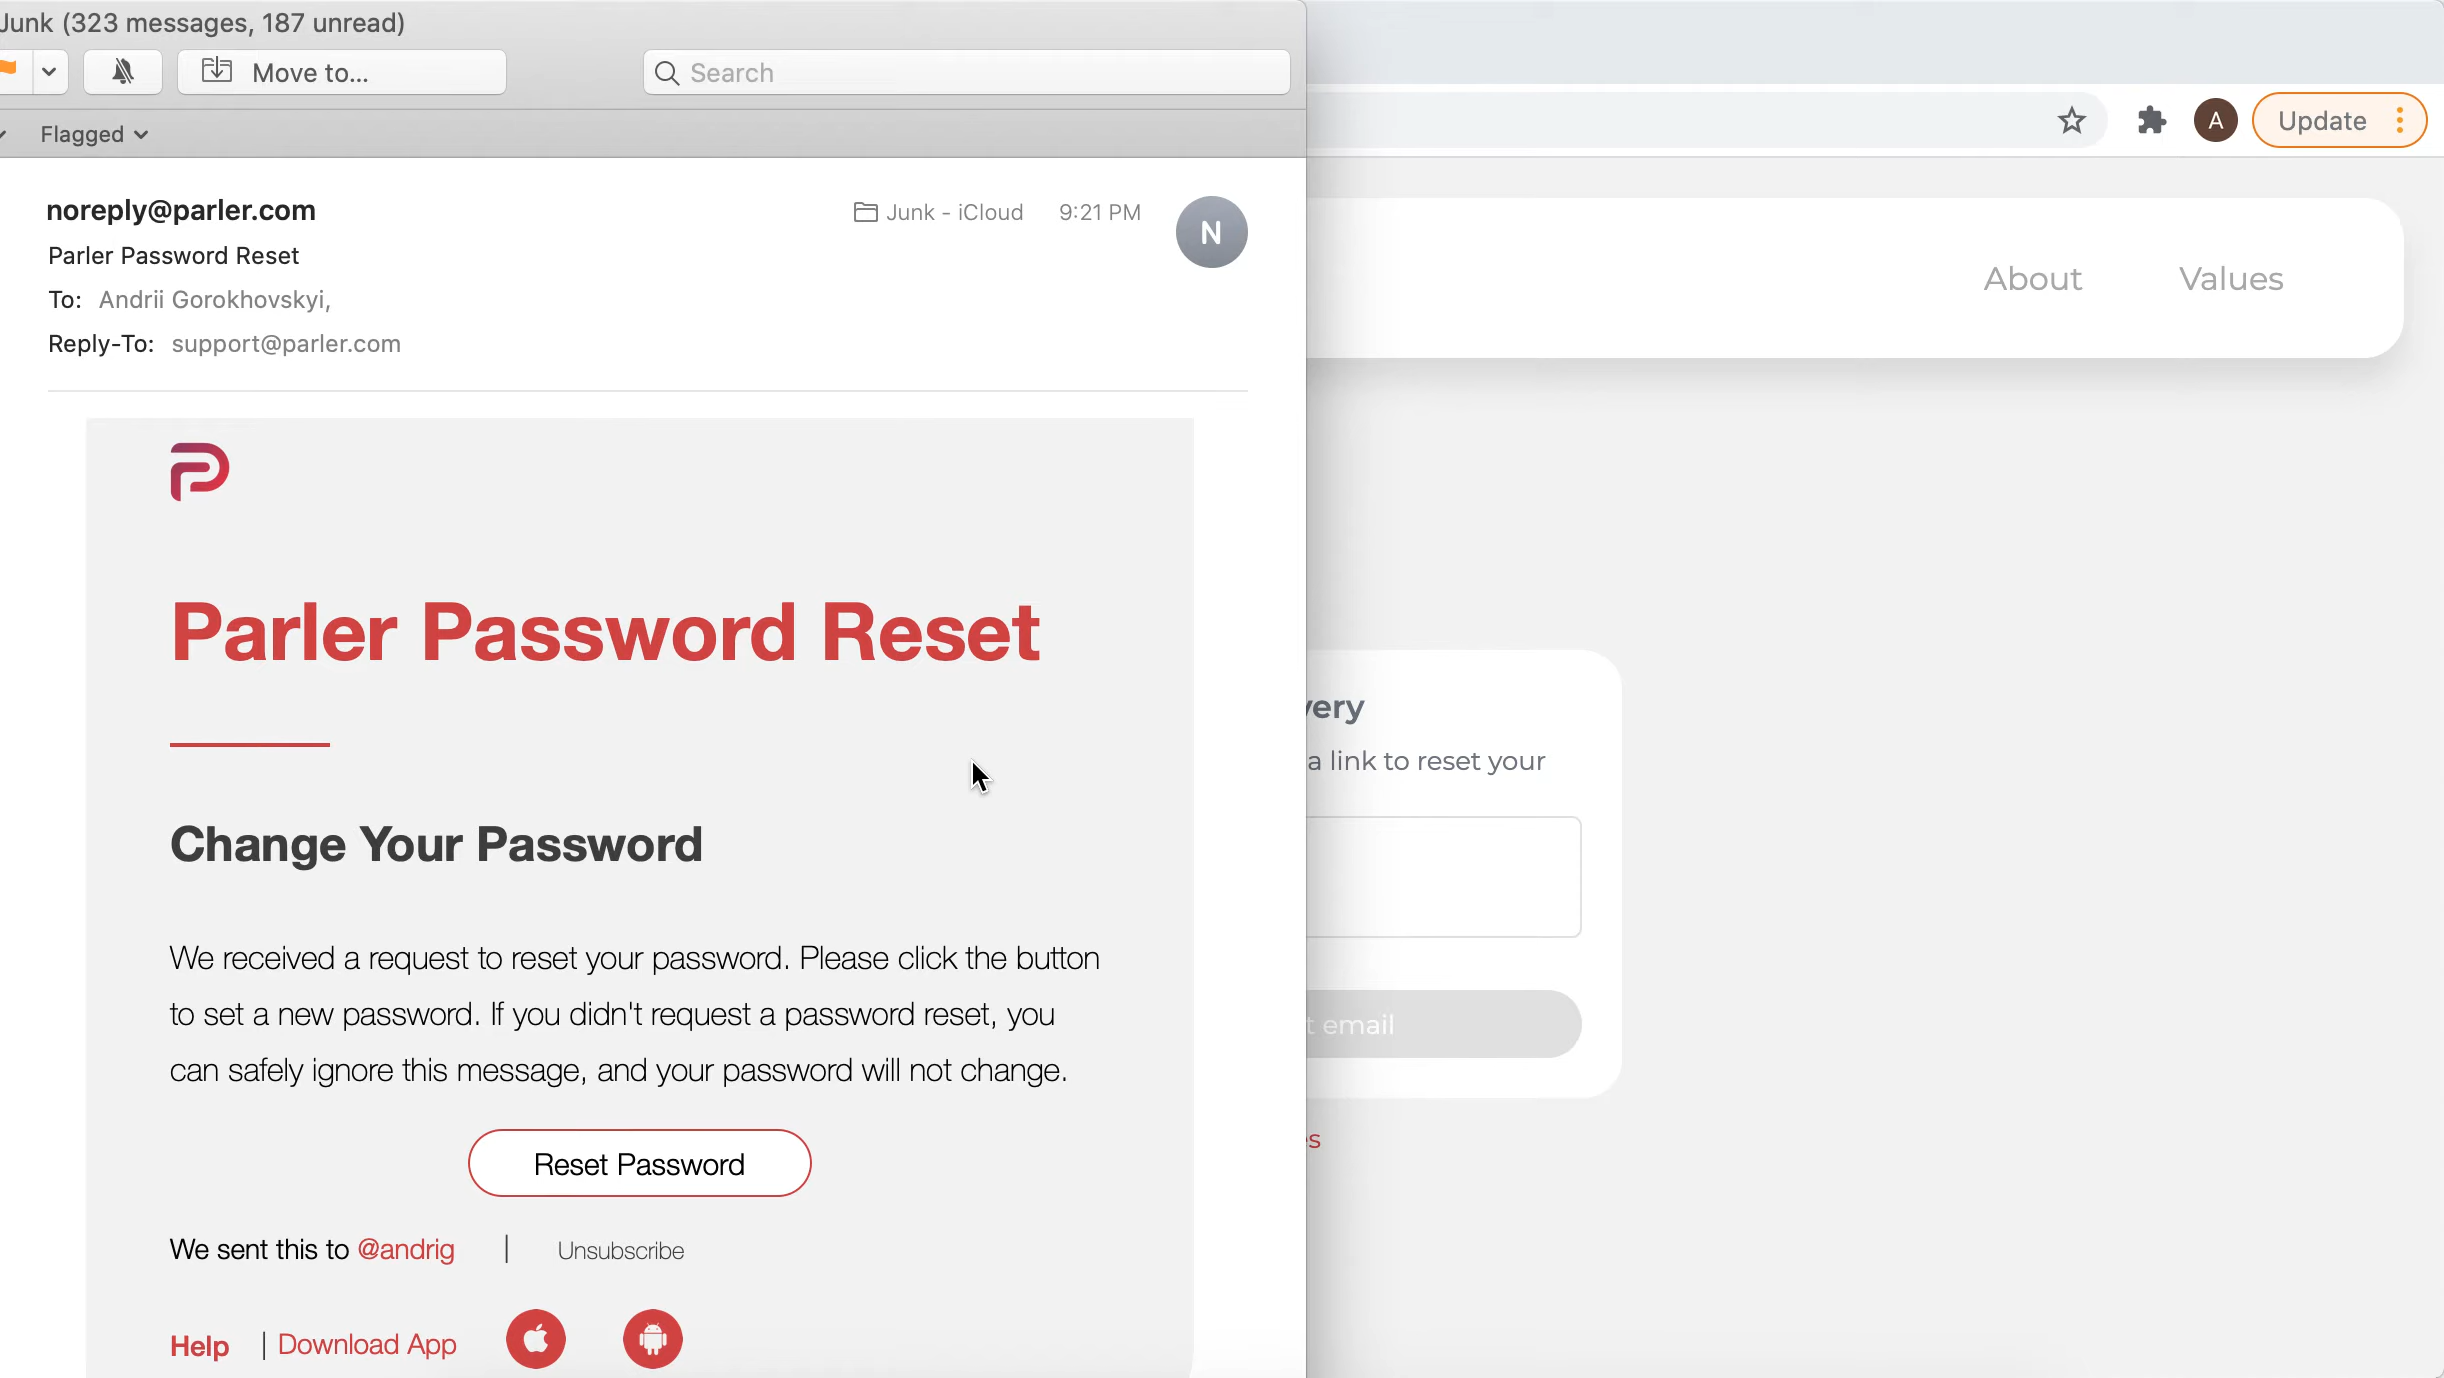 Junk (323 messages, 187 unread)
Move to...
Search
Flagged
A
Update
noreply@parler.com
Junk - iCloud
9:21 PM
N
Parler Password Reset
To: Andrii Gorokhovskyi,
Reply-To: support@parler.com
About
Values
Parler Password Reset
very
a link to reset your
Change Your Password
We received a request to reset your password. Please click the button
to set a new password. If you didn't request a password reset, you
can safely ignore this message, and your password will not change.
t email
Reset Password
We sent this to @andrig | Unsubscribe
Help | Download App